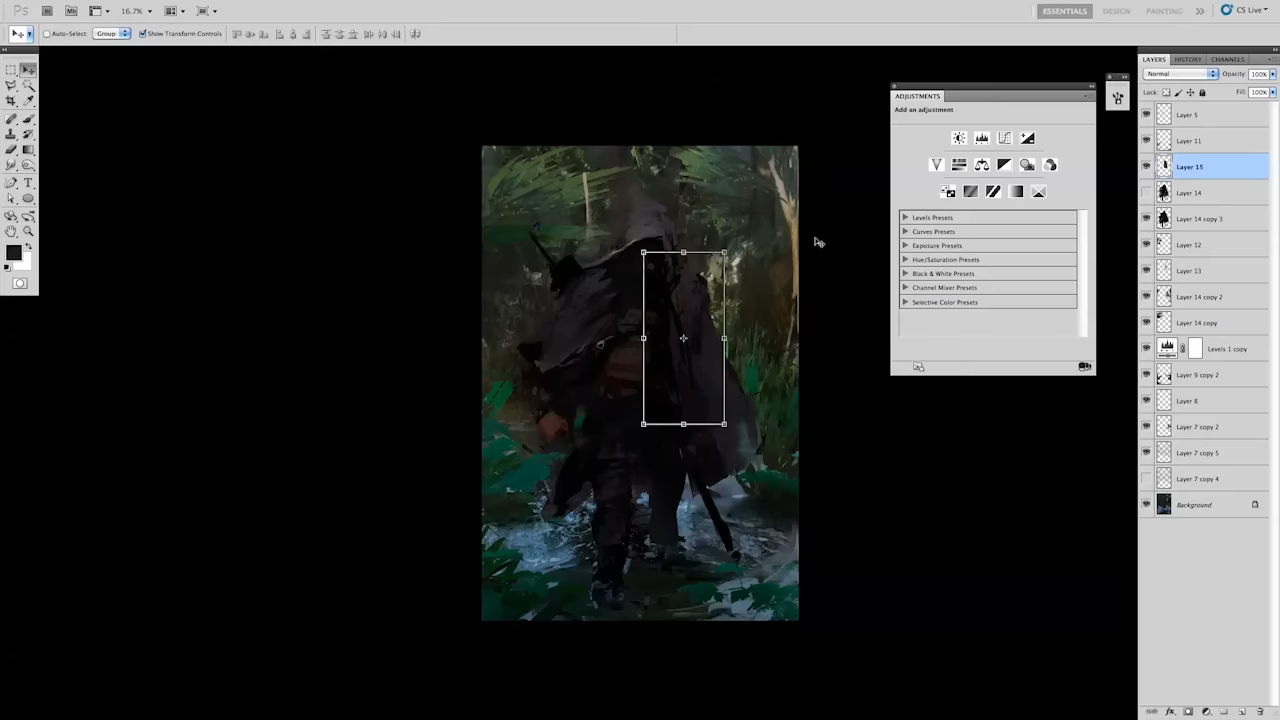 Ps Br Mb 16.7% ESSENTIALS DESIGN PAINTING >> CS Live
Auto-Select: Group Show Transform Controls
LAYERS HISTORY CHANNELS
Normal Opacity: 100%
Lock: Fill: 100%
ADJUSTMENTS
Add an adjustment
Levels Presets
Curves Presets
Exposure Presets
Hue/Saturation Presets
Black & White Presets
Channel Mixer Presets
Selective Color Presets
Layer 5
Layer 11
Layer 15
Layer 14
Layer 14 copy 3
Layer 12
Layer 13
Layer 14 copy 2
Layer 14 copy
Levels 1 copy
Layer 9 copy 2
Layer 8
Layer 7 copy 2
Layer 7 copy 5
Layer 7 copy 4
Background
fx